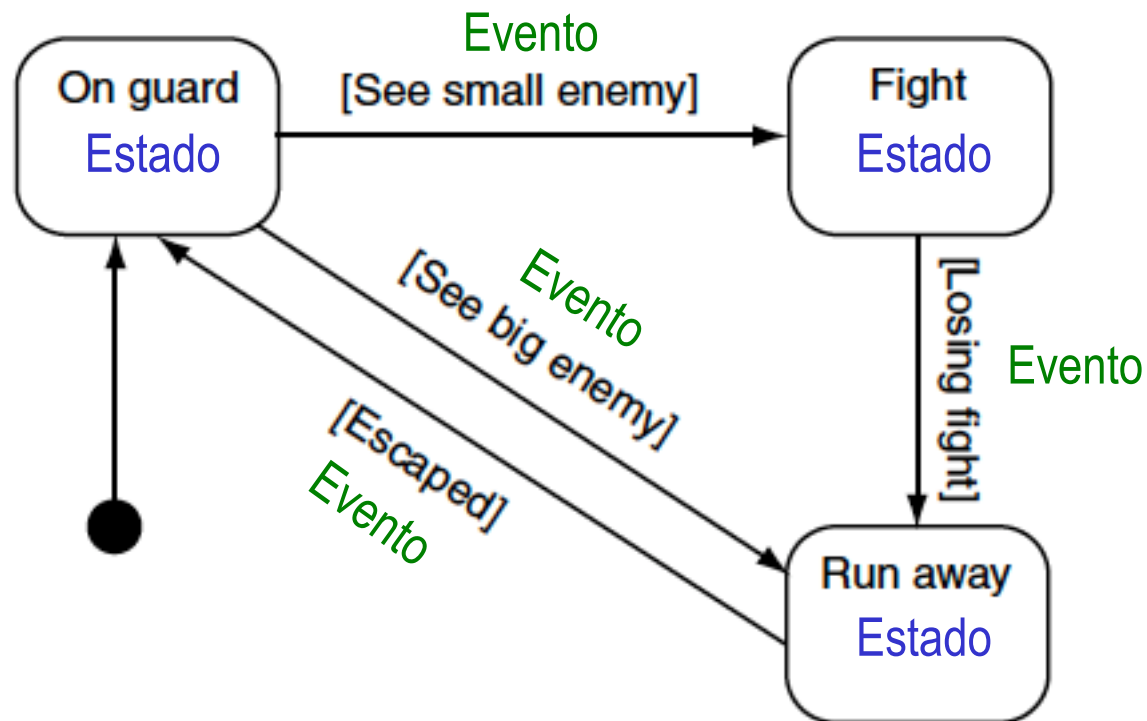 Evento
On guard
Estado
[See small enemy]
Fight
Estado
[See big enemy]
Evento
[Losing fight]
Evento
[Escaped]
Evento
Run away
Estado